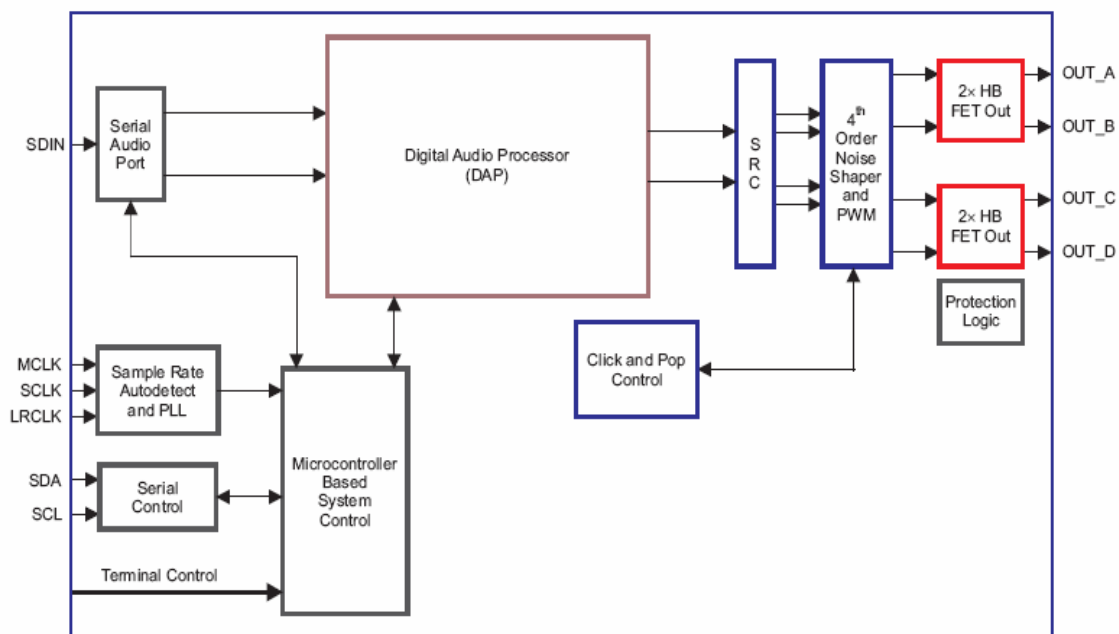 SDIN
Serial
Audio
Port
Digital Audio Processor
(DAP)
S
R
C
4th
Order
Noise
Shaper
and
PWM
2× HB
FET Out
OUT_A
OUT_B
2× HB
FET Out
OUT_C
OUT_D
Protection
Logic
Click and Pop
Control
MCLK
SCLK
LRCLK
Sample Rate
Autodetect
and PLL
SDA
SCL
Serial
Control
Microcontroller
Based
System
Control
Terminal Control